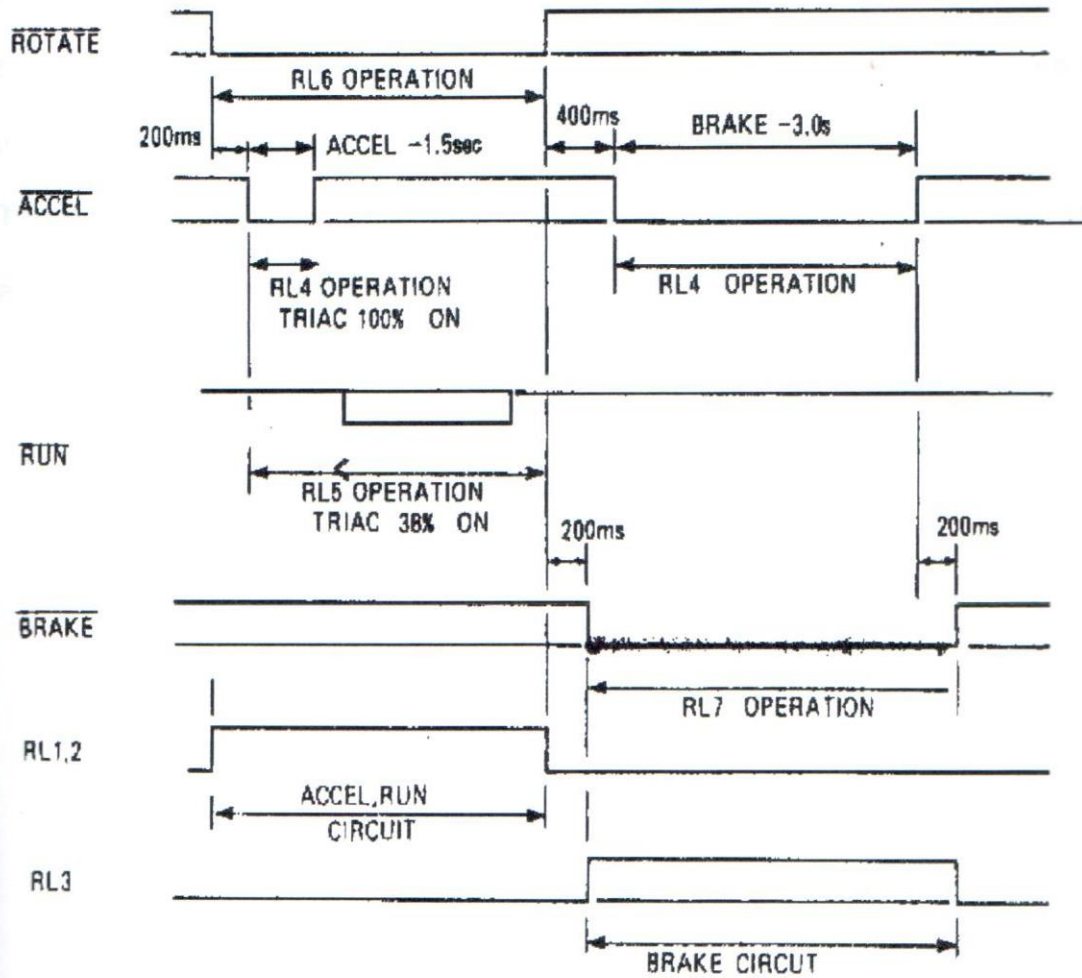 ROTATE
RL6 OPERATION
200ms
ACCEL -1.5sec
400ms
BRAKE -3.0s
ACCEL
RL4 OPERATION
TRIAC 100% ON
RL4 OPERATION
RUN
RL5 OPERATION
TRIAC 38% ON
200ms
200ms
BRAKE
RL7 OPERATION
RL1,2
ACCEL,RUN
CIRCUIT
RL3
BRAKE CIRCUT